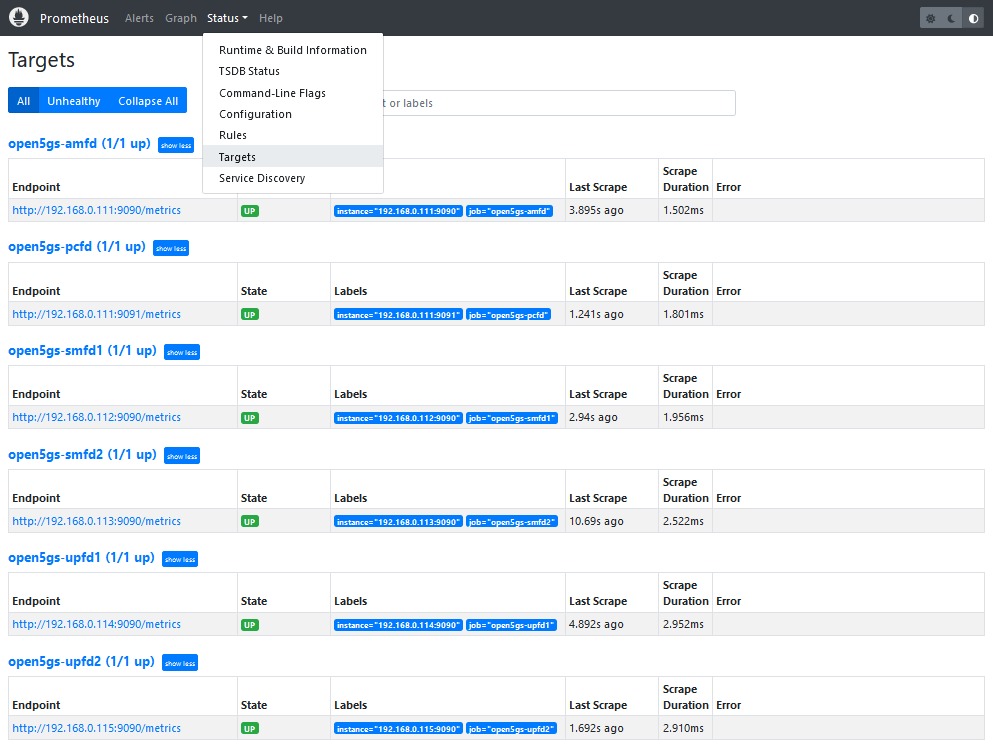 Prometheus Alerts Graph Status Help
Runtime & Build Information
TSDB Status
Command-Line Flags
Configuration
Rules
Targets
Service Discovery
Targets
All Unhealthy Collapse All
or labels
open5gs-amfd (1/1 up) show less
Endpoint Last Scrape Scrape Duration Error
http://192.168.0.111:9090/metrics UP instance="192.168.0.111:9090" job="open5gs-amfd" 3.895s ago 1.502ms
open5gs-pcfd (1/1 up) show less
Endpoint State Labels Last Scrape Scrape Duration Error
http://192.168.0.111:9091/metrics UP instance="192.168.0.111:9091" job="open5gs-pcfd" 1.241s ago 1.801ms
open5gs-smfd1 (1/1 up) show less
Endpoint State Labels Last Scrape Scrape Duration Error
http://192.168.0.112:9090/metrics UP instance="192.168.0.112:9090" job="open5gs-smfd1" 2.94s ago 1.956ms
open5gs-smfd2 (1/1 up) show less
Endpoint State Labels Last Scrape Scrape Duration Error
http://192.168.0.113:9090/metrics UP instance="192.168.0.113:9090" job="open5gs-smfd2" 10.69s ago 2.522ms
open5gs-upfd1 (1/1 up) show less
Endpoint State Labels Last Scrape Scrape Duration Error
http://192.168.0.114:9090/metrics UP instance="192.168.0.114:9090" job="open5gs-upfd1" 4.892s ago 2.952ms
open5gs-upfd2 (1/1 up) show less
Endpoint State Labels Last Scrape Scrape Duration Error
http://192.168.0.115:9090/metrics UP instance="192.168.0.115:9090" job="open5gs-upfd2" 1.692s ago 2.910ms